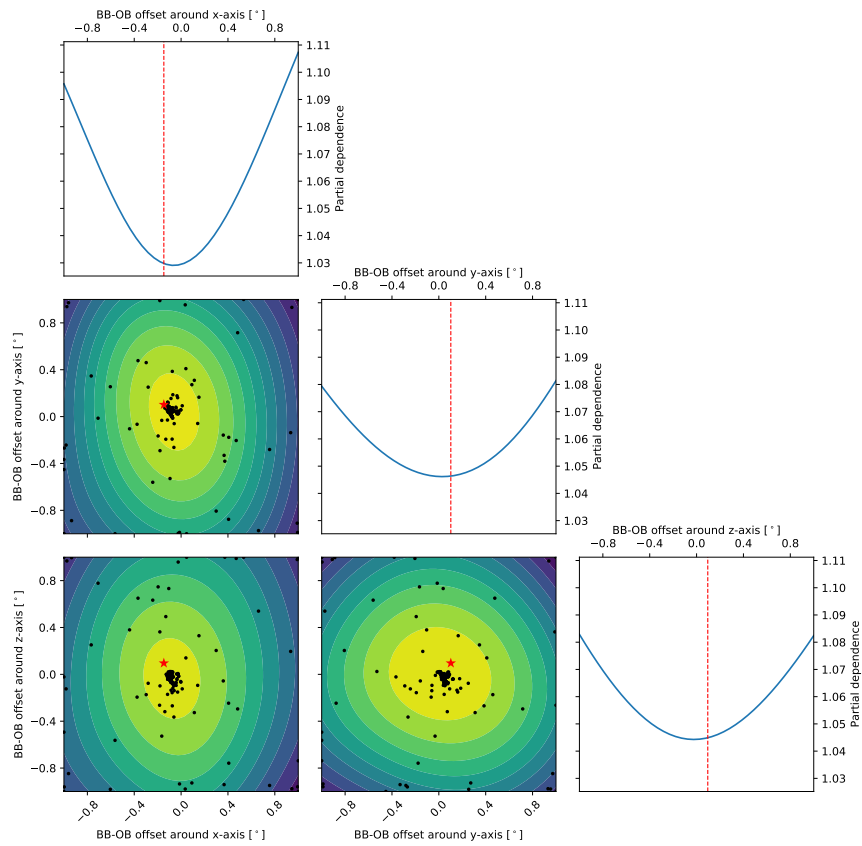 BB-OB offset around x-axis [°]
−0.8 −0.4 0.0 0.4 0.8
1.11
1.10
1.09
1.08
1.07
1.06
1.05
1.04
1.03
Partial dependence
BB-OB offset around y-axis [°]
−0.8 −0.4 0.0 0.4 0.8
BB-OB offset around y-axis [°]
0.8
0.4
0.0
−0.4
−0.8
1.11
1.10
1.09
1.08
1.07
1.06
1.05
1.04
1.03
Partial dependence
BB-OB offset around z-axis [°]
−0.8 −0.4 0.0 0.4 0.8
BB-OB offset around z-axis [°]
0.8
0.4
0.0
−0.4
−0.8
1.11
1.10
1.09
1.08
1.07
1.06
1.05
1.04
1.03
Partial dependence
−0.8 −0.4 0.0 0.4 0.8
−0.8 −0.4 0.0 0.4 0.8
BB-OB offset around x-axis [°]
BB-OB offset around y-axis [°]